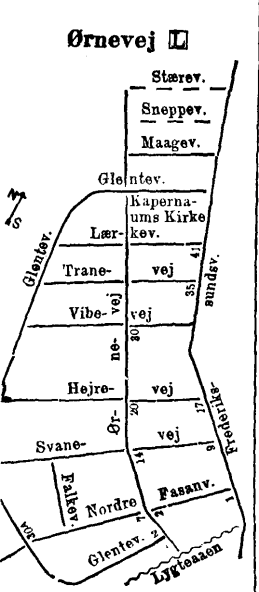 Ørnevej L
Stærev.
Sneppev.
Maagev.
Glentev.
Kaperna-
ums Kirke
Lær- kev.
41
Glentev.
Trane- vej
35
sundsv.
Vibe- vej
30
Ør- ne- vej
Hejre- vej
20
17
Frederiks-
Svane- vej
14
9
Falkev.
Nordre Fasanv.
7
2
1
30A
Glentev.
2
Lygteaaen
N
S